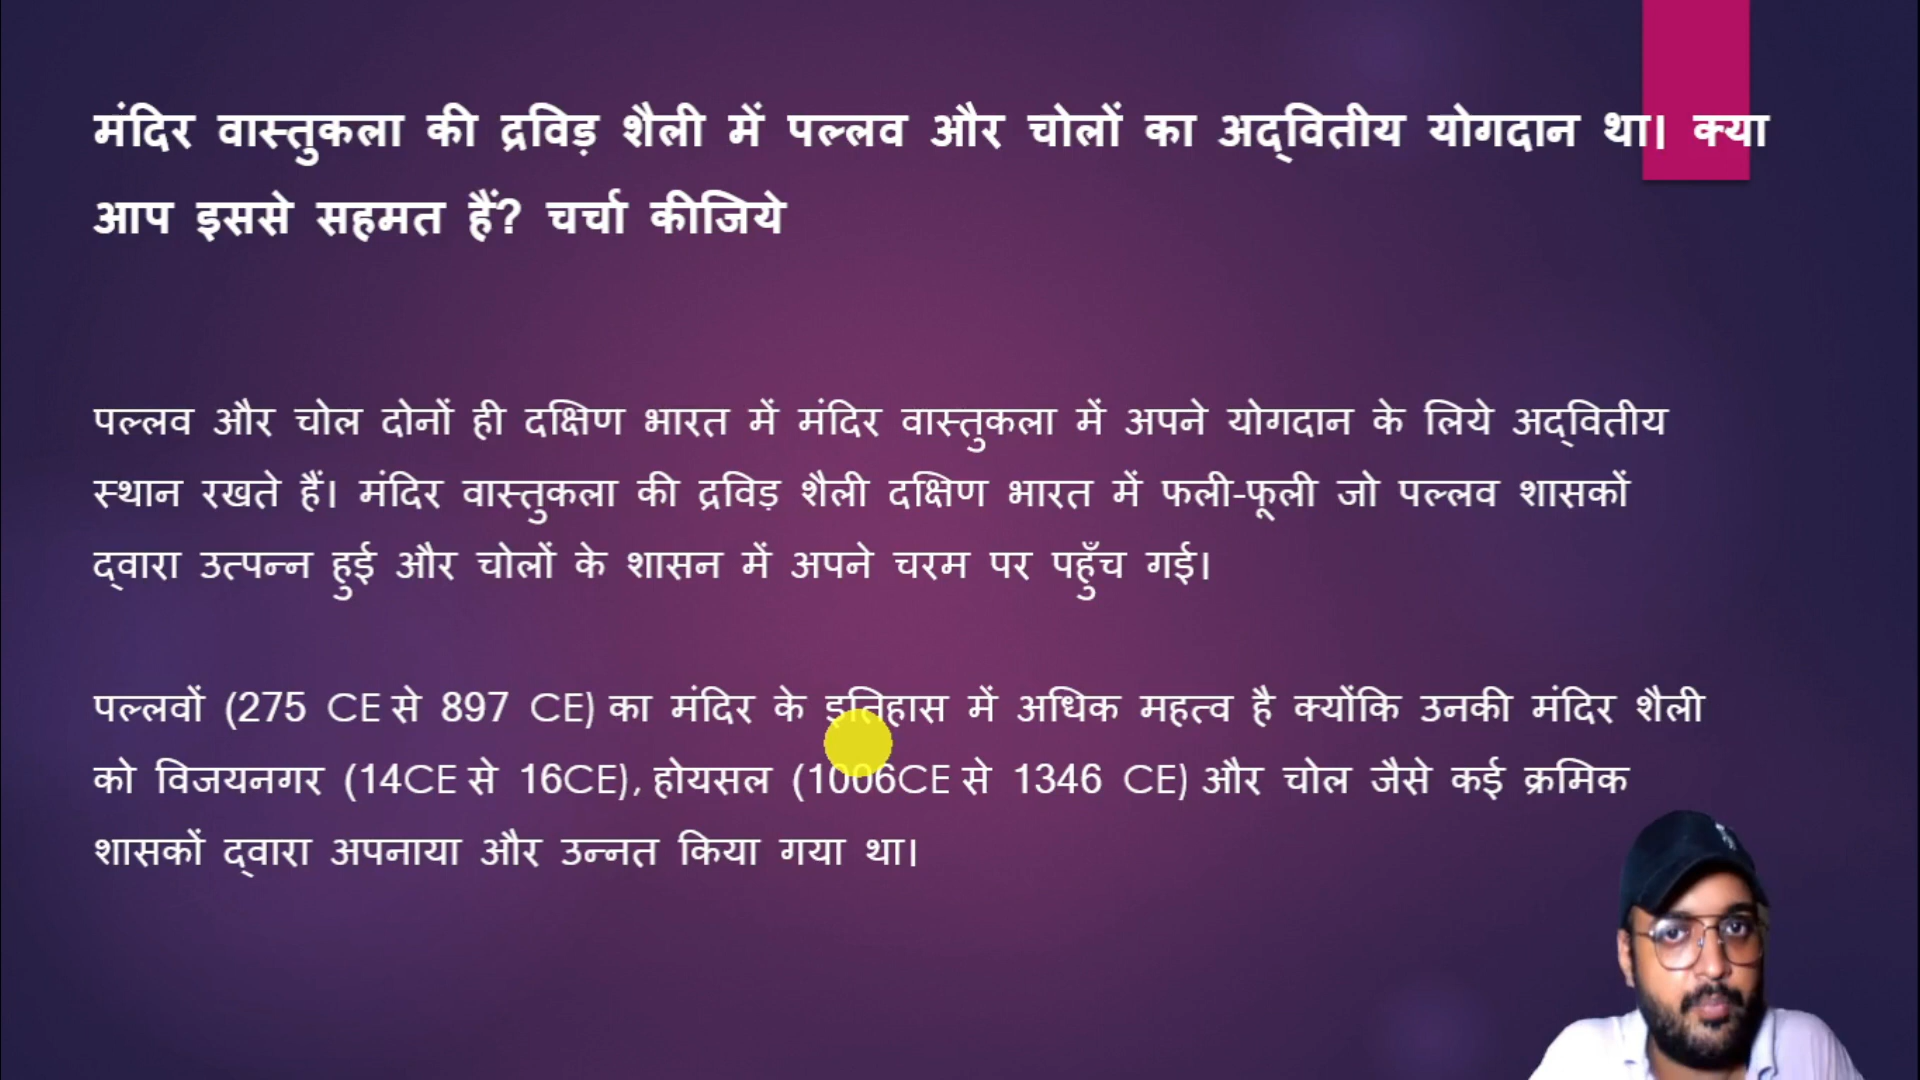 मंदिर वास्तुकला की द्रविड़ शैली में पल्लव और चोलों का अद्वितीय योगदान था। क्या
आप इससे सहमत हैं? चर्चा कीजिये
पल्लव और चोल दोनों ही दक्षिण भारत में मंदिर वास्तुकला में अपने योगदान के लिये अद्वितीय
स्थान रखते हैं। मंदिर वास्तुकला की द्रविड़ शैली दक्षिण भारत में फली-फूली जो पल्लव शासकों
द्वारा उत्पन्न हुई और चोलों के शासन में अपने चरम पर पहुँच गई।
पल्लवों (275 CE से 897 CE) का मंदिर के इतिहास में अधिक महत्व है क्योंकि उनकी मंदिर शैली
को विजयनगर (14CE से 16CE), होयसल (1006CE से 1346 CE) और चोल जैसे कई क्रमिक
शासकों द्वारा अपनाया और उन्नत किया गया था।